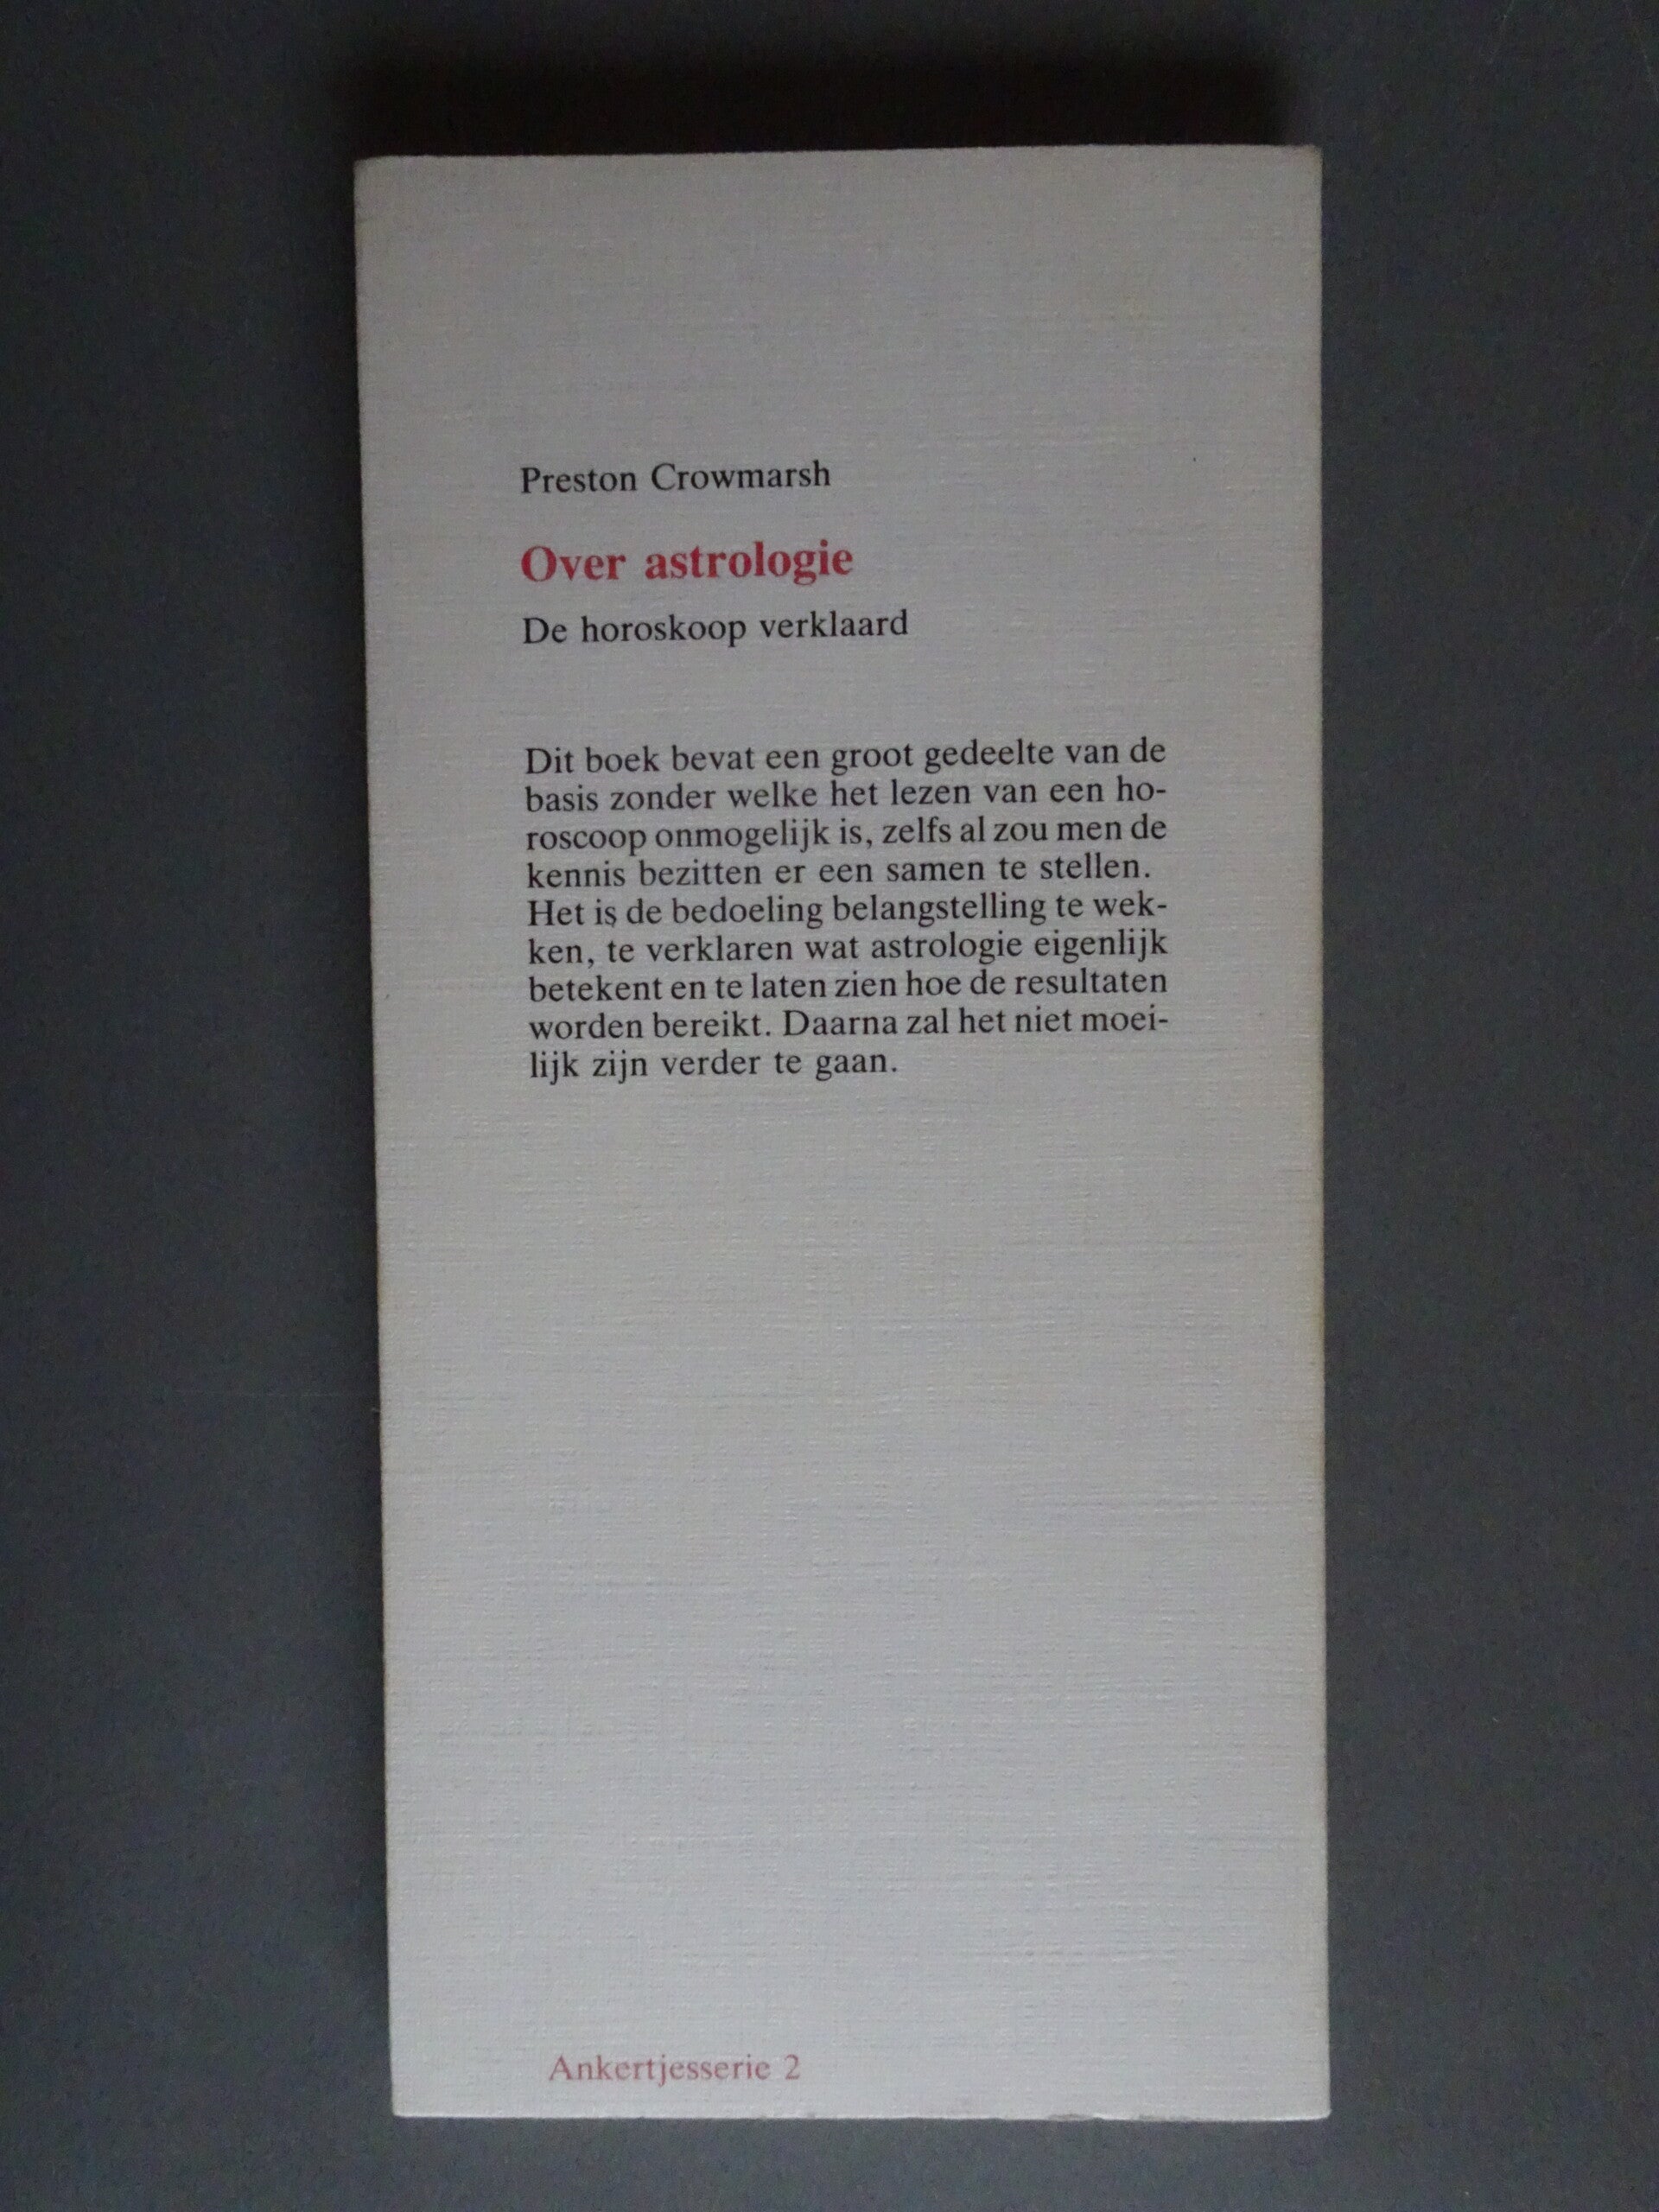 Preston Crowmarsh
Over astrologie
De horoskoop verklaard
Dit boek bevat een groot gedeelte van de
basis zonder welke het lezen van een ho-
roscoop onmogelijk is, zelfs al zou men de
kennis bezitten er een samen te stellen.
Het is de bedoeling belangstelling te wek-
ken, te verklaren wat astrologie eigenlijk
betekent en te laten zien hoe de resultaten
worden bereikt. Daarna zal het niet moei-
lijk zijn verder te gaan.
Ankertjesserie 2